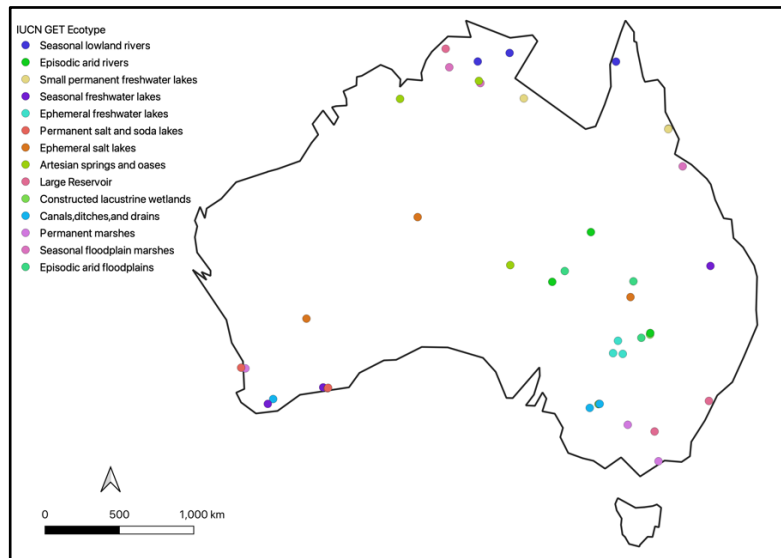 IUCN GET Ecotype
Seasonal lowland rivers
Episodic arid rivers
Small permanent freshwater lakes
Seasonal freshwater lakes
Ephemeral freshwater lakes
Permanent salt and soda lakes
Ephemeral salt lakes
Artesian springs and oases
Large Reservoir
Constructed lacustrine wetlands
Canals,ditches,and drains
Permanent marshes
Seasonal floodplain marshes
Episodic arid floodplains
0 500 1,000 km